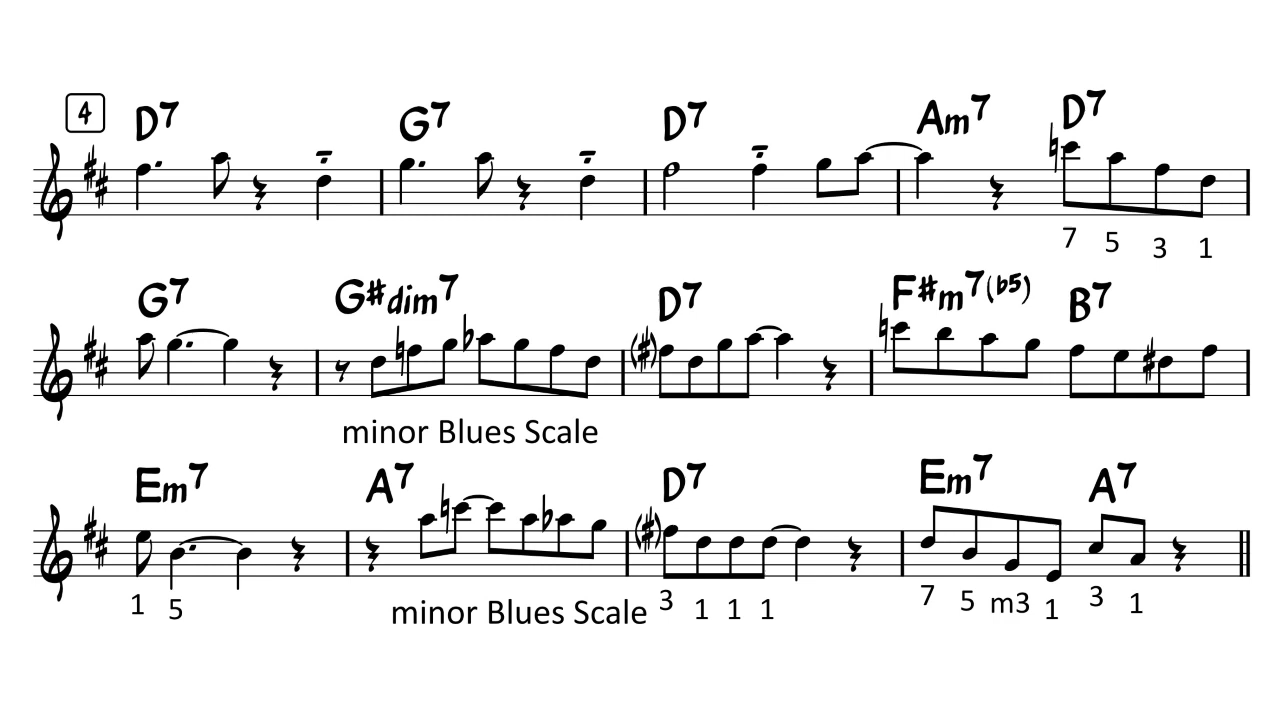 4 D7 G7 D7 Am7 D7
7 5 3 1
G7 G#dim7 D7 F#m7(b5) B7
minor Blues Scale
Em7 A7 D7 Em7 A7
1 5 minor Blues Scale 3 1 1 1 7 5 m3 1 3 1